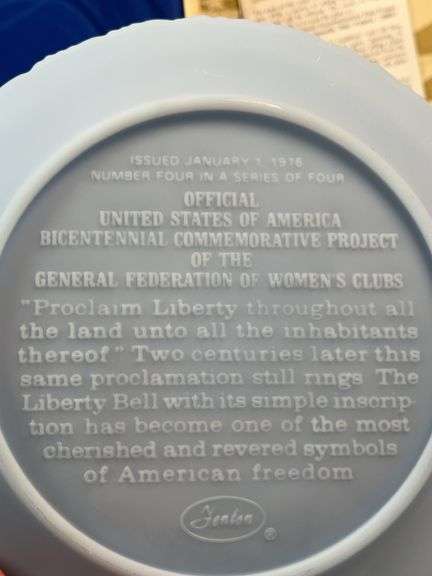 ISSUED JANUARY 1, 1976
NUMBER FOUR IN A SERIES OF FOUR
OFFICIAL
UNITED STATES OF AMERICA
BICENTENNIAL COMMEMORATIVE PROJECT
OF THE
GENERAL FEDERATION OF WOMEN'S CLUBS
"Proclaim Liberty throughout all
the land unto all the inhabitants
thereof" Two centuries later this
same proclamation still rings The
Liberty Bell with its simple inscrip-
tion has become one of the most
cherished and revered symbols
of American freedom
Fenton ®